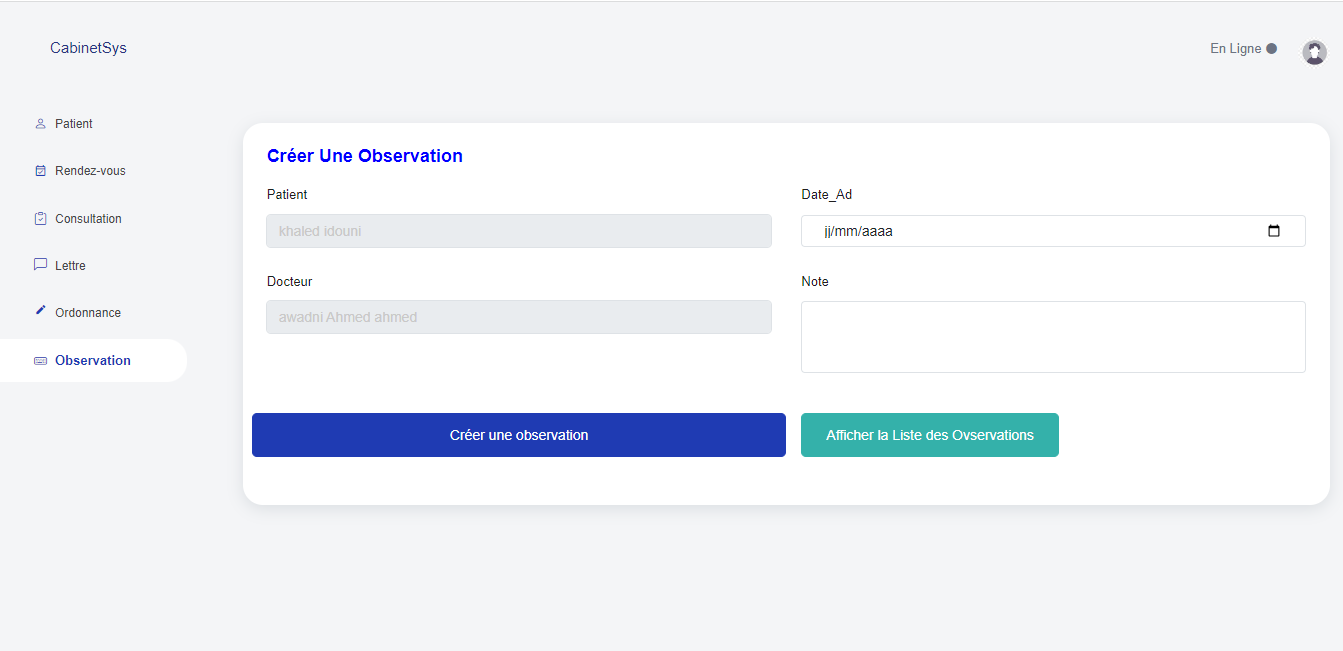 CabinetSys
En Ligne
Patient
Rendez-vous
Consultation
Lettre
Ordonnance
Observation
Créer Une Observation
Patient
khaled idouni
Date_Ad
jj/mm/aaaa
Docteur
awadni Ahmed ahmed
Note
Créer une observation
Afficher la Liste des Ovservations